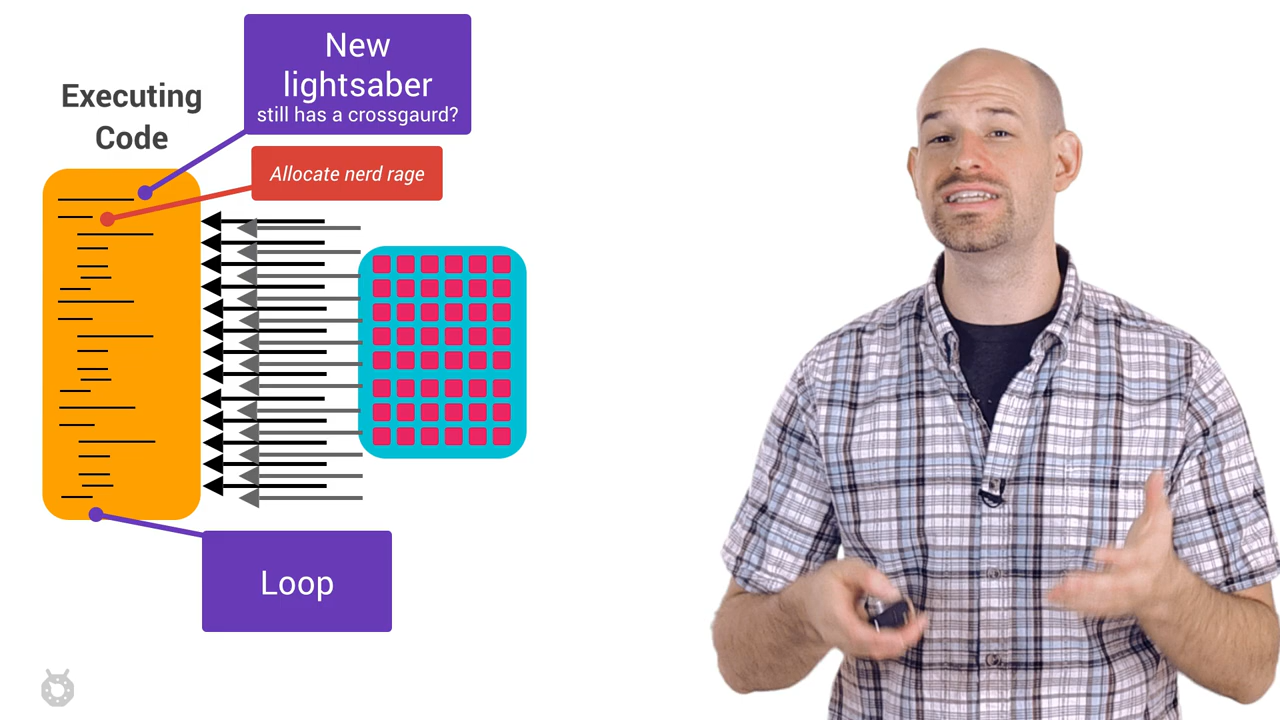 New
lightsaber
still has a crossgaurd?
Executing
Code
Allocate nerd rage
Loop